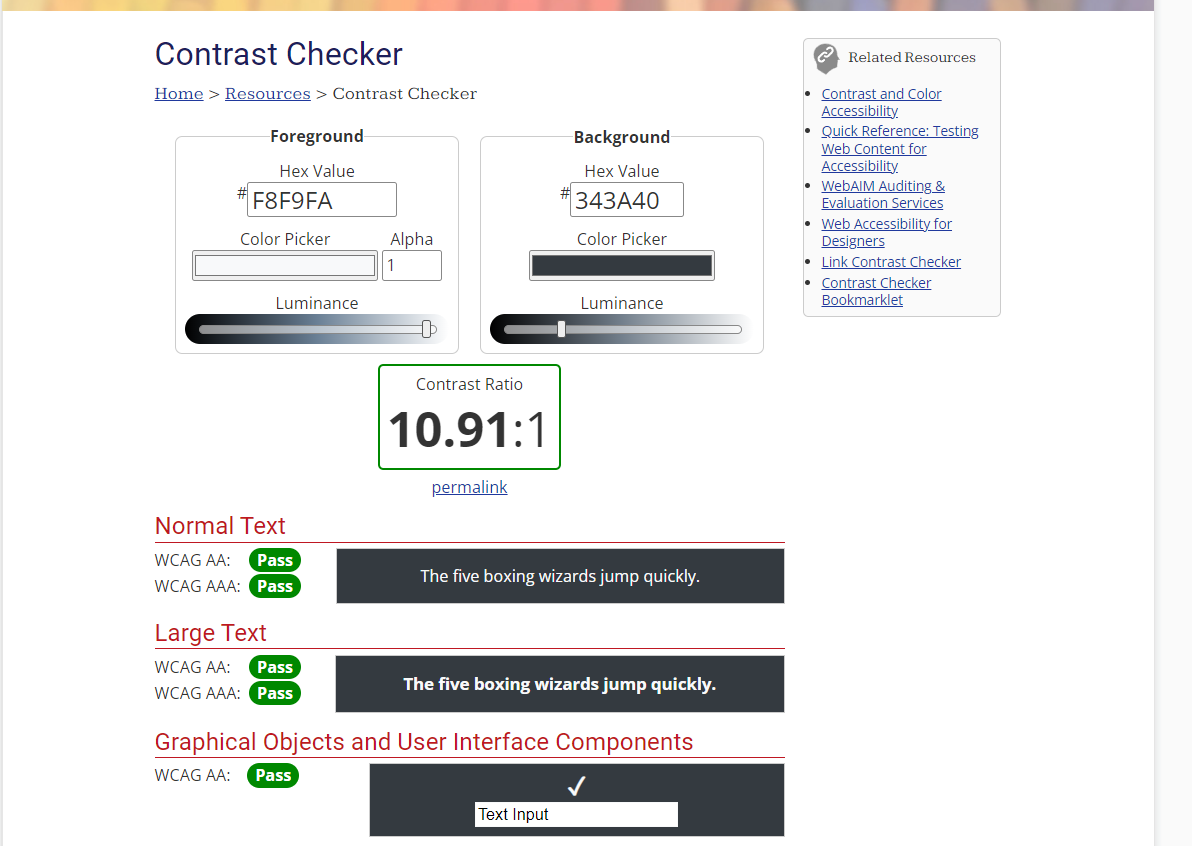 Contrast Checker
Home > Resources > Contrast Checker
Foreground
Hex Value
# F8F9FA
Color Picker
Alpha
1
Luminance
Background
Hex Value
# 343A40
Color Picker
Luminance
Contrast Ratio
10.91:1
permalink
Normal Text
WCAG AA: Pass
WCAG AAA: Pass
The five boxing wizards jump quickly.
Large Text
WCAG AA: Pass
WCAG AAA: Pass
The five boxing wizards jump quickly.
Graphical Objects and User Interface Components
WCAG AA: Pass
✓
Text Input
Related Resources
• Contrast and Color
Accessibility
• Quick Reference: Testing
Web Content for
Accessibility
• WebAIM Auditing &
Evaluation Services
• Web Accessibility for
Designers
• Link Contrast Checker
• Contrast Checker
Bookmarklet